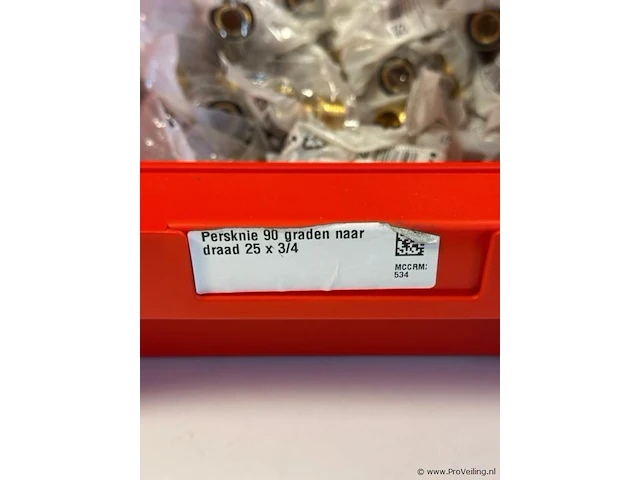 Persknie 90 graden naar
draad 25 x 3/4
MCCRM:
534
© www.ProVeiling.nl